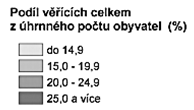 Podíl věřících celkem
z úhrnného počtu obyvatel (%)
do 14,9
15,0 - 19,9
20,0 - 24,9
25,0 a více